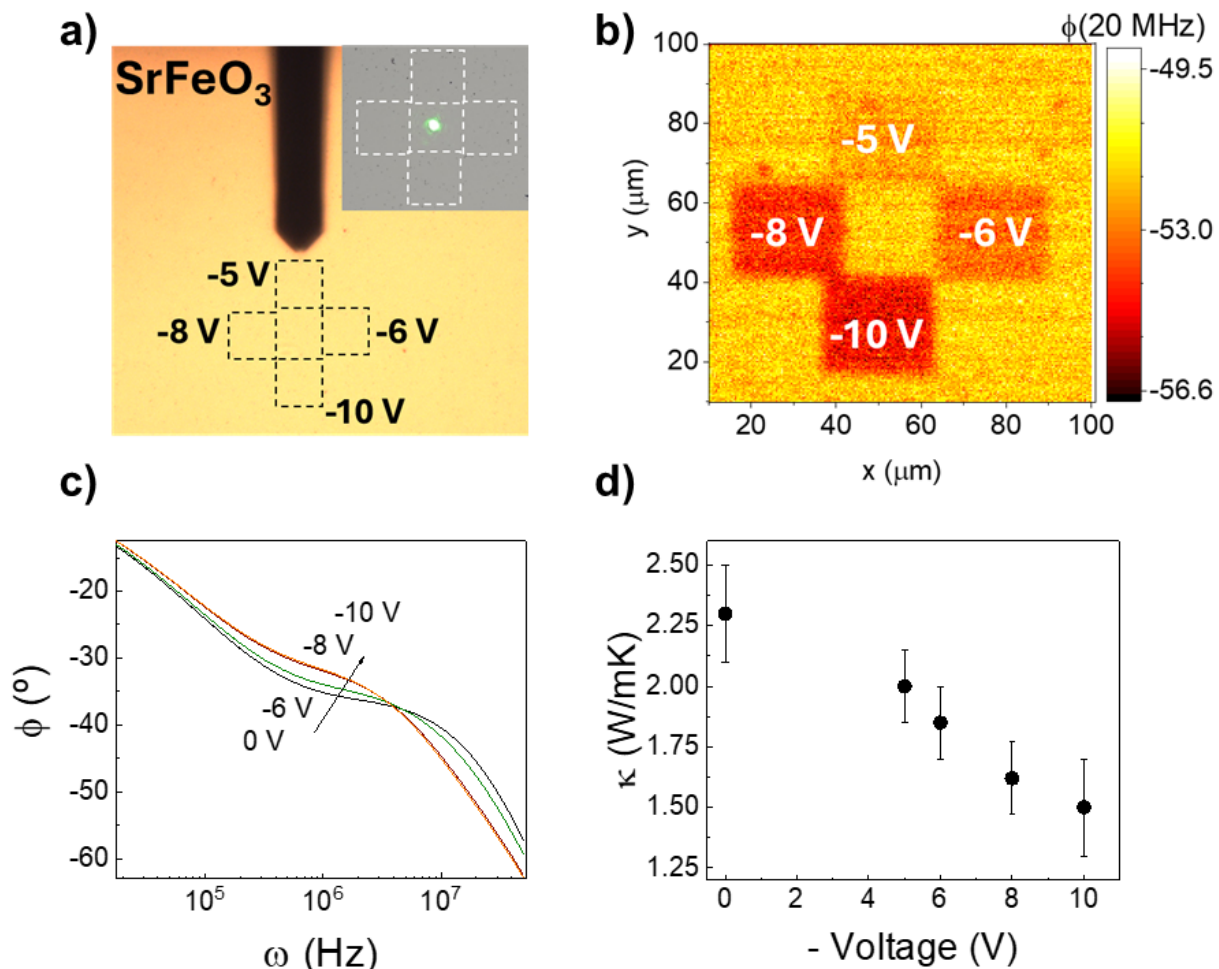 a)
SrFeO3
-5 V
-8 V
-6 V
-10 V
b)
ϕ(20 MHz)
100
80
60
40
20
y (μm)
-5 V
-8 V
-6 V
-10 V
-49.5
-53.0
-56.6
20 40 60 80 100
x (μm)
c)
-20
-30
-40
-50
-60
ϕ (º)
-10 V
-8 V
-6 V
0 V
10^5 10^6 10^7
ω (Hz)
d)
2.50
2.25
2.00
1.75
1.50
1.25
κ (W/mK)
0 2 4 6 8 10
- Voltage (V)